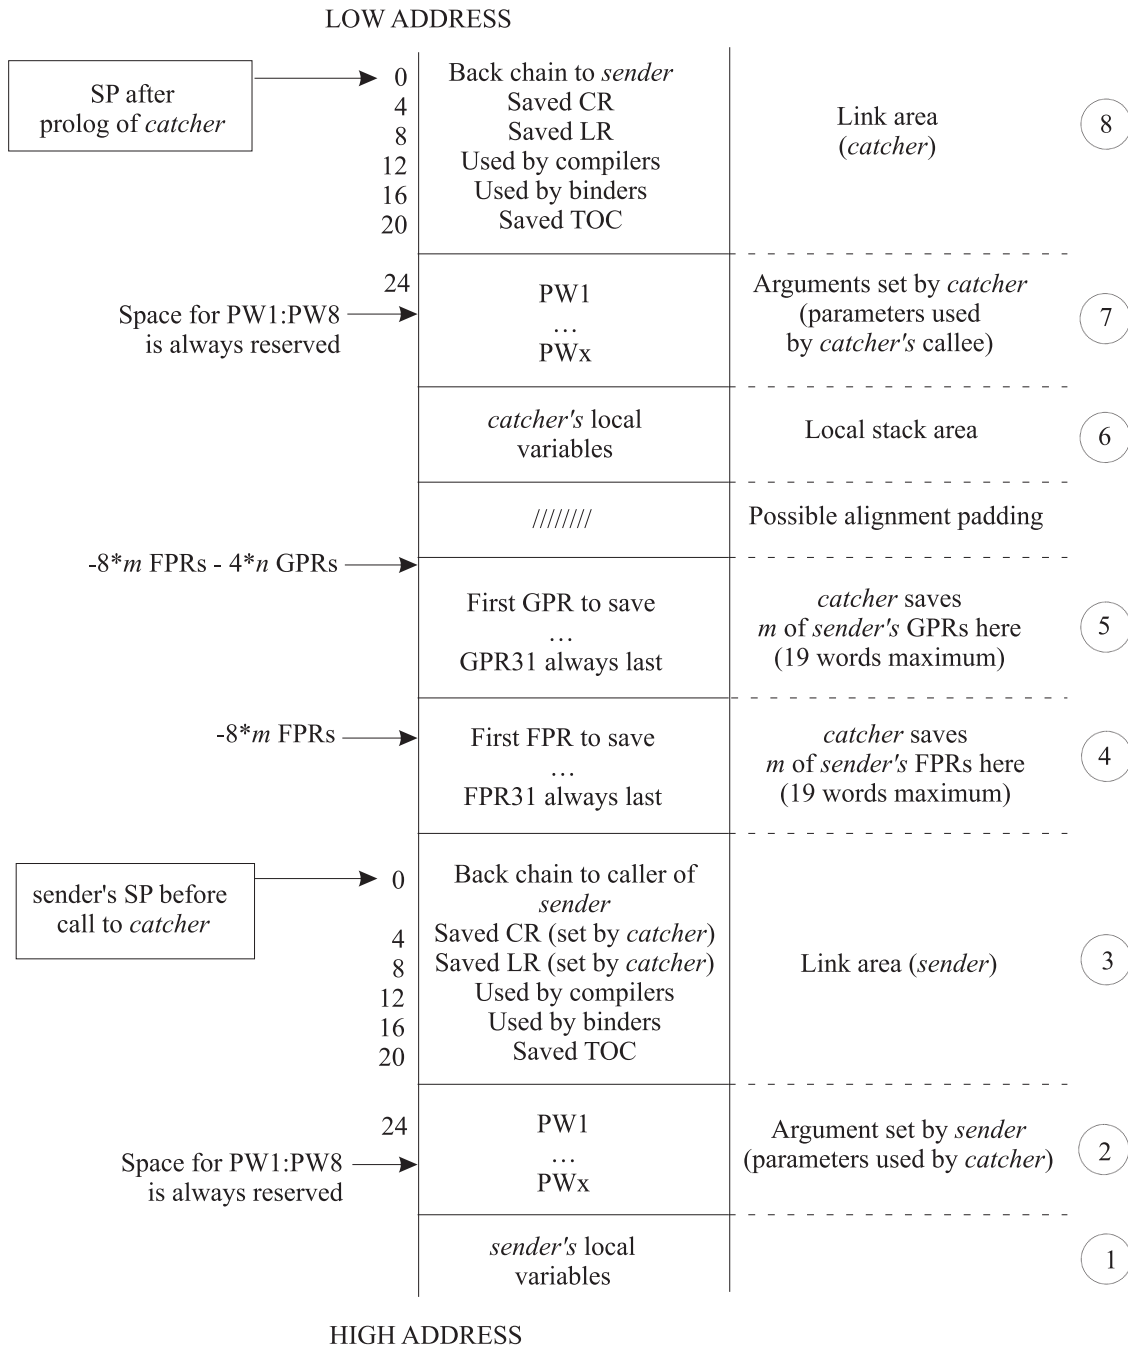 LOW ADDRESS
SP after
prolog of catcher
0
4
8
12
16
20
Back chain to sender
Saved CR
Saved LR
Used by compilers
Used by binders
Saved TOC
Link area
(catcher)
8
24
Space for PW1:PW8
is always reserved
PW1
...
PWx
Arguments set by catcher
(parameters used
by catcher's callee)
7
catcher's local
variables
Local stack area
6
////////
Possible alignment padding
-8*m FPRs - 4*n GPRs
First GPR to save
...
GPR31 always last
catcher saves
m of sender's GPRs here
(19 words maximum)
5
-8*m FPRs
First FPR to save
...
FPR31 always last
catcher saves
m of sender's FPRs here
(19 words maximum)
4
sender's SP before
call to catcher
0
4
8
12
16
20
Back chain to caller of
sender
Saved CR (set by catcher)
Saved LR (set by catcher)
Used by compilers
Used by binders
Saved TOC
Link area (sender)
3
24
Space for PW1:PW8
is always reserved
PW1
...
PWx
Argument set by sender
(parameters used by catcher)
2
sender's local
variables
1
HIGH ADDRESS